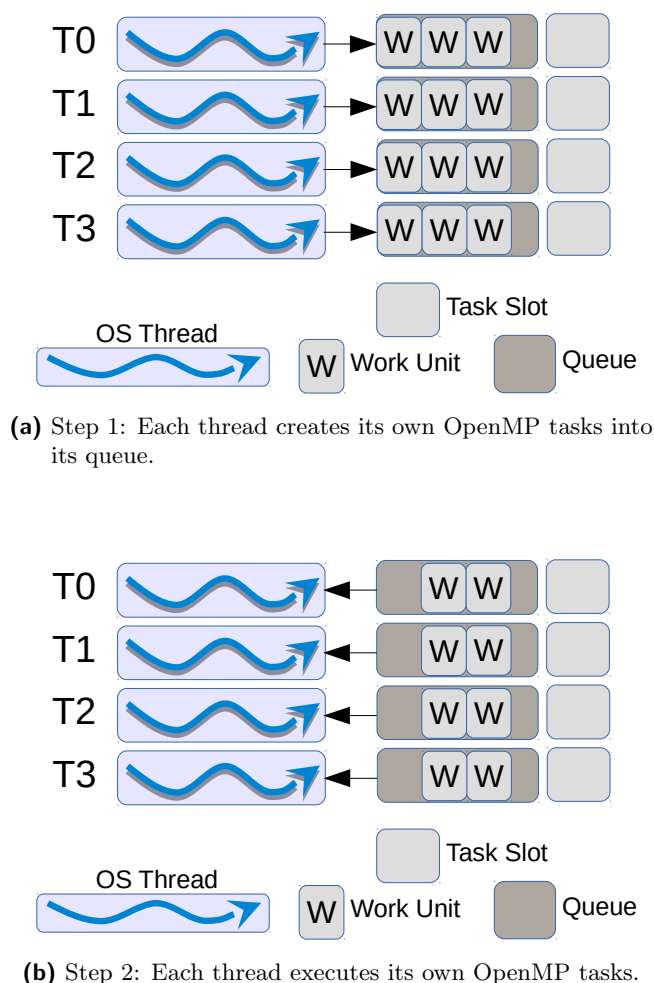 T0 W W W
T1 W W W
T2 W W W
T3 W W W
Task Slot
OS Thread
W Work Unit
Queue
(a) Step 1: Each thread creates its own OpenMP tasks into
its queue.
T0 W W
T1 W W
T2 W W
T3 W W
Task Slot
OS Thread
W Work Unit
Queue
(b) Step 2: Each thread executes its own OpenMP tasks.